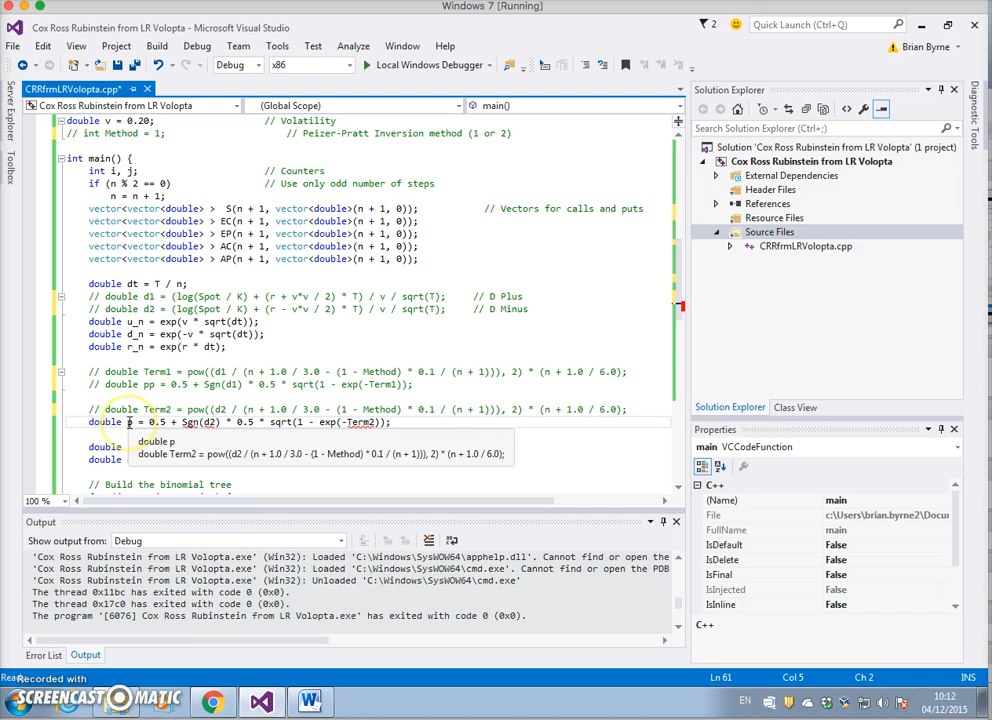 Windows 7 [Running]
Cox Ross Rubinstein from LR Volopta - Microsoft Visual Studio
2
Quick Launch (Ctrl+Q)
File Edit View Project Build Debug Team Tools Test Analyze Window Help
Brian Byrne
Debug x86 Local Windows Debugger
CRRfrmLRVolopta.cpp*
Cox Ross Rubinstein from LR Volopta (Global Scope) main()
Server Explorer
Toolbox
double v = 0.20; // Volatility
// int Method = 1; // Peizer-Pratt Inversion method (1 or 2)
int main() {
int i, j; // Counters
if (n % 2 == 0) // Use only odd number of steps
n = n + 1;
vector<vector<double> > S(n + 1, vector<double>(n + 1, 0)); // Vectors for calls and puts
vector<vector<double> > EC(n + 1, vector<double>(n + 1, 0));
vector<vector<double> > EP(n + 1, vector<double>(n + 1, 0));
vector<vector<double> > AC(n + 1, vector<double>(n + 1, 0));
vector<vector<double> > AP(n + 1, vector<double>(n + 1, 0));
double dt = T / n;
// double d1 = (log(Spot / K) + (r + v*v / 2) * T) / v / sqrt(T); // D Plus
// double d2 = (log(Spot / K) + (r - v*v / 2) * T) / v / sqrt(T); // D Minus
double u_n = exp(v * sqrt(dt));
double d_n = exp(-v * sqrt(dt));
double r_n = exp(r * dt);
// double Term1 = pow((d1 / (n + 1.0 / 3.0 - (1 - Method) * 0.1 / (n + 1))), 2) * (n + 1.0 / 6.0);
// double pp = 0.5 + Sgn(d1) * 0.5 * sqrt(1 - exp(-Term1));
// double Term2 = pow((d2 / (n + 1.0 / 3.0 - (1 - Method) * 0.1 / (n + 1))), 2) * (n + 1.0 / 6.0);
double p = 0.5 + Sgn(d2) * 0.5 * sqrt(1 - exp(-Term2));
double p
double Term2 = pow((d2 / (n + 1.0 / 3.0 - (1 - Method) * 0.1 / (n + 1))), 2) * (n + 1.0 / 6.0);
double
double
// Build the binomial tree
100 %
Output
Show output from: Debug
'Cox Ross Rubinstein from LR Volopta.exe' (Win32): Loaded 'C:\Windows\SysWOW64\apphelp.dll'. Cannot find or open the
'Cox Ross Rubinstein from LR Volopta.exe' (Win32): Loaded 'C:\Windows\SysWOW64\cmd.exe'. Cannot find or open the PDB
'Cox Ross Rubinstein from LR Volopta.exe' (Win32): Unloaded 'C:\Windows\SysWOW64\cmd.exe'
The thread 0x11bc has exited with code 0 (0x0).
The thread 0x17c0 has exited with code 0 (0x0).
The program '[6076] Cox Ross Rubinstein from LR Volopta.exe' has exited with code 0 (0x0).
Error List Output
Solution Explorer
Search Solution Explorer (Ctrl+;)
Solution 'Cox Ross Rubinstein from LR Volopta' (1 project)
Cox Ross Rubinstein from LR Volopta
External Dependencies
Header Files
References
Resource Files
Source Files
CRRfrmLRVolopta.cpp
Solution Explorer Class View
Properties
main VCCodeFunction
C++
(Name) main
File c:\Users\brian.byrne2\Docu
FullName main
IsDefault False
IsDelete False
IsFinal False
IsInjected False
IsInline False
C++
Diagnostic Tools
Ln 61 Col 5 Ch 2 INS
Recorded with
SCREENCAST MATIC
EN
10:12
04/12/2015